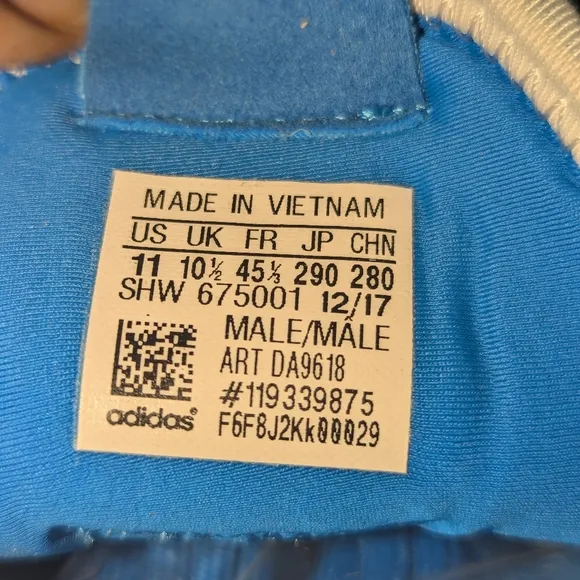 MADE IN VIETNAM
US UK FR JP CHN
11 10½ 45⅓ 290 280
SHW 675001 12/17
MALE/MÂLE
ART DA9618
#119339875
adidas® F6F8J2Kk00029